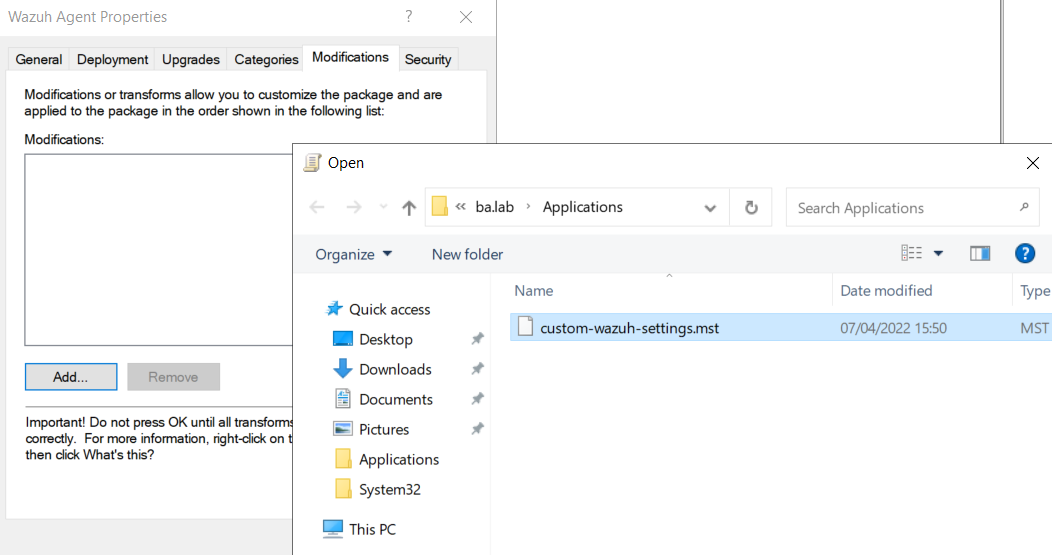 Wazuh Agent Properties
?
General Deployment Upgrades Categories Modifications Security
Modifications or transforms allow you to customize the package and are
applied to the package in the order shown in the following list:
Modifications:
Add...
Remove
Important! Do not press OK until all transforms
correctly. For more information, right-click on t
then click What's this?
Open
« ba.lab › Applications
Search Applications
Organize
New folder
?
Quick access
Desktop
Downloads
Documents
Pictures
Applications
System32
This PC
Name Date modified Type
custom-wazuh-settings.mst 07/04/2022 15:50 MST